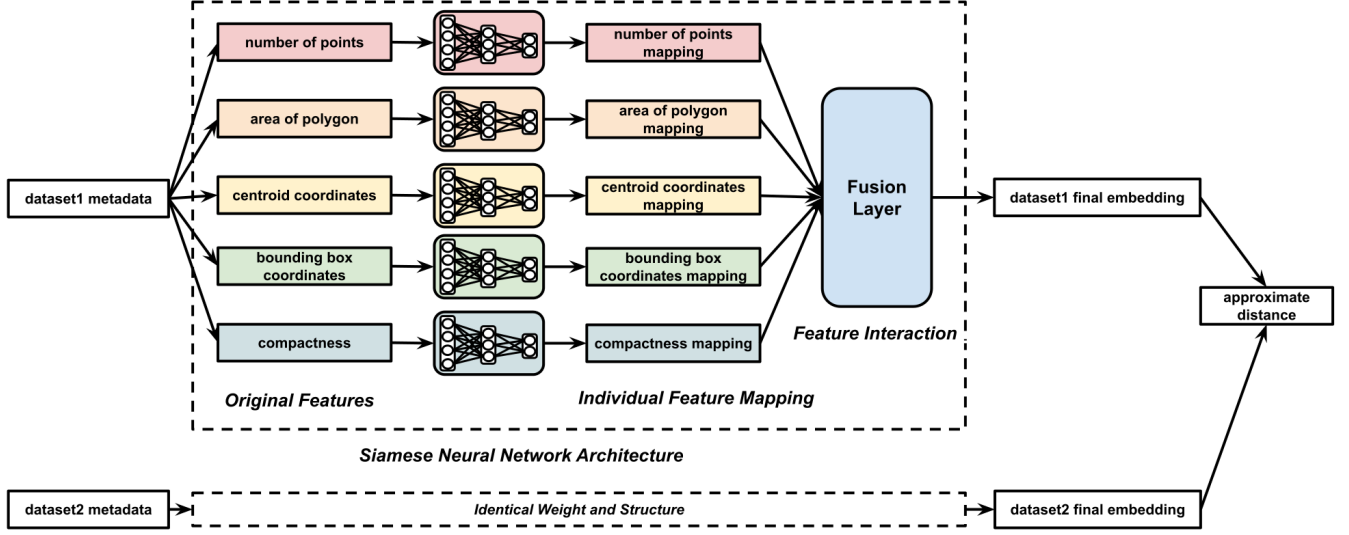 number of points
number of points
mapping
area of polygon
area of polygon
mapping
dataset1 metadata
centroid coordinates
centroid coordinates
mapping
Fusion
Layer
dataset1 final embedding
bounding box
coordinates
bounding box
coordinates mapping
approximate
distance
compactness
compactness mapping
Feature Interaction
Original Features
Individual Feature Mapping
Siamese Neural Network Architecture
dataset2 metadata
Identical Weight and Structure
dataset2 final embedding